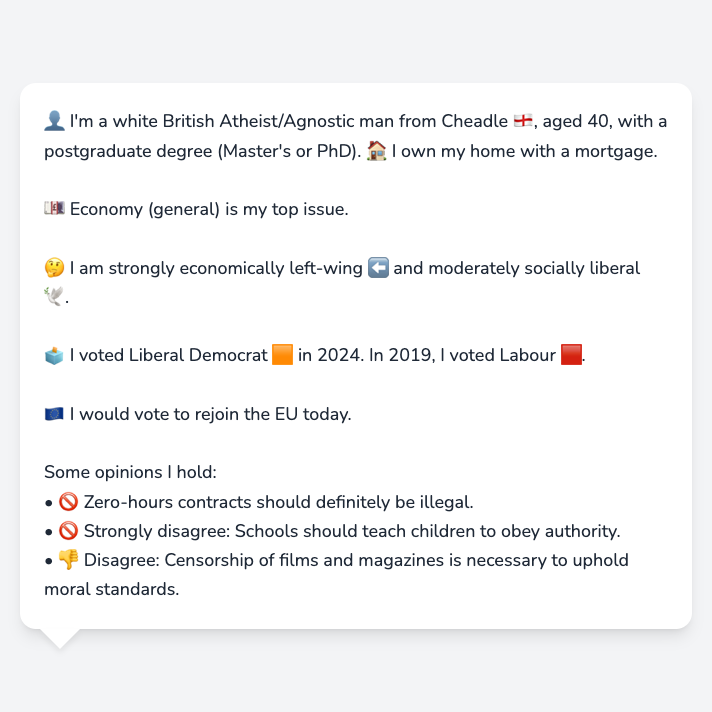 👤 I'm a white British Atheist/Agnostic man from Cheadle 🏴󠁧󠁢󠁥󠁮󠁧󠁿, aged 40, with a
postgraduate degree (Master's or PhD). 🏠 I own my home with a mortgage.
💷 Economy (general) is my top issue.
🤔 I am strongly economically left-wing ⬅️ and moderately socially liberal
🕊️.
🗳️ I voted Liberal Democrat 🟧 in 2024. In 2019, I voted Labour 🟥.
🇪🇺 I would vote to rejoin the EU today.
Some opinions I hold:
• 🚫 Zero-hours contracts should definitely be illegal.
• 🚫 Strongly disagree: Schools should teach children to obey authority.
• 👎 Disagree: Censorship of films and magazines is necessary to uphold
moral standards.